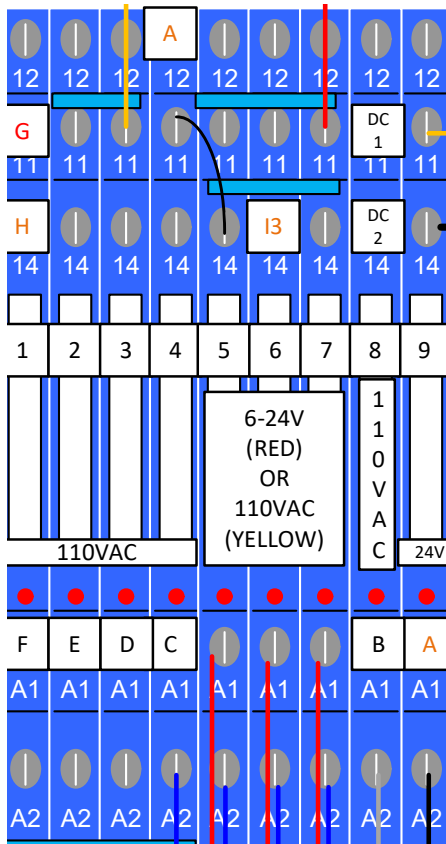 A
12 12 12 12 12 12 12 12 12
G DC 1
11 11 11 11 11 11 11 11 11
H I3 DC 2
14 14 14 14 14 14 14 14 14
1 2 3 4 5 6 7 8 9
6-24V
(RED)
OR
110VAC
(YELLOW)
110VAC
110VAC 24V
F E D C B A
A1 A1 A1 A1 A1 A1 A1 A1 A1
A2 A2 A2 A2 A2 A2 A2 A2 A2